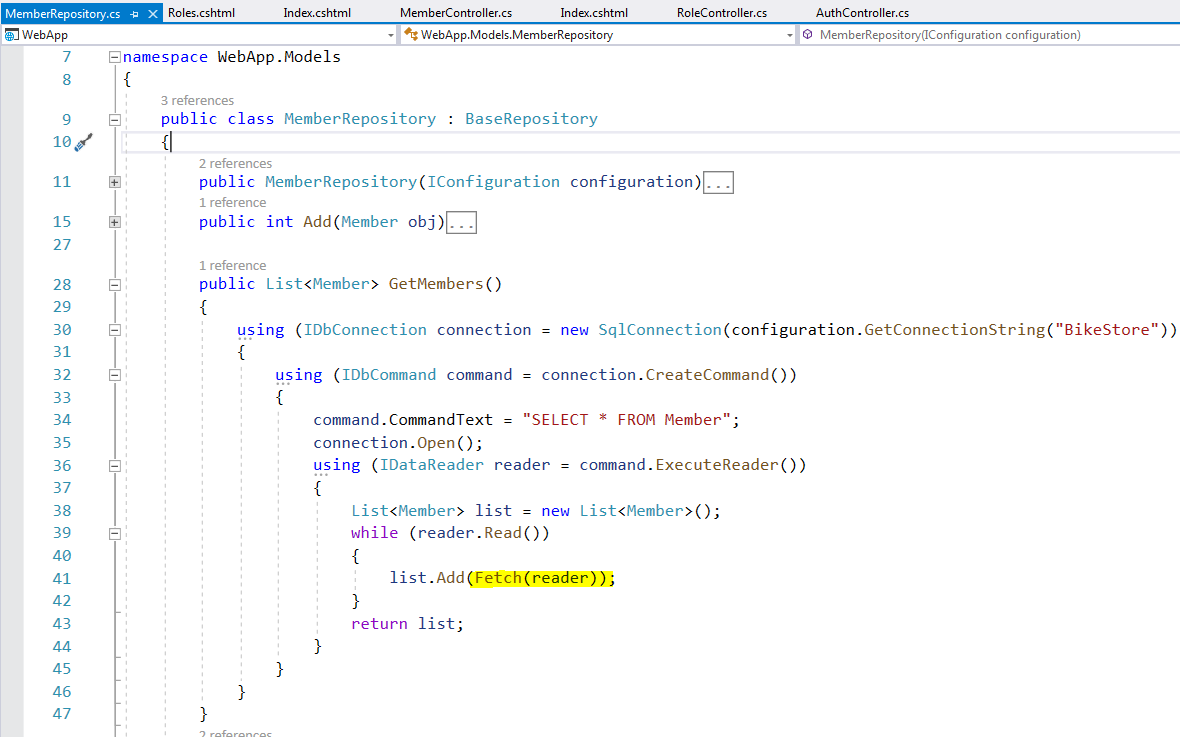 MemberRepository.cs Roles.cshtml Index.cshtml MemberController.cs Index.cshtml RoleController.cs AuthController.cs
WebApp WebApp.Models.MemberRepository MemberRepository(IConfiguration configuration)
7 namespace WebApp.Models
8 {
3 references
9 public class MemberRepository : BaseRepository
10 {
2 references
11 public MemberRepository(IConfiguration configuration)...
1 reference
15 public int Add(Member obj)...
27
1 reference
28 public List<Member> GetMembers()
29 {
30 using (IDbConnection connection = new SqlConnection(configuration.GetConnectionString("BikeStore"))
31 {
32 using (IDbCommand command = connection.CreateCommand())
33 {
34 command.CommandText = "SELECT * FROM Member";
35 connection.Open();
36 using (IDataReader reader = command.ExecuteReader())
37 {
38 List<Member> list = new List<Member>();
39 while (reader.Read())
40 {
41 list.Add(Fetch(reader));
42 }
43 return list;
44 }
45 }
46 }
47 }
2 references